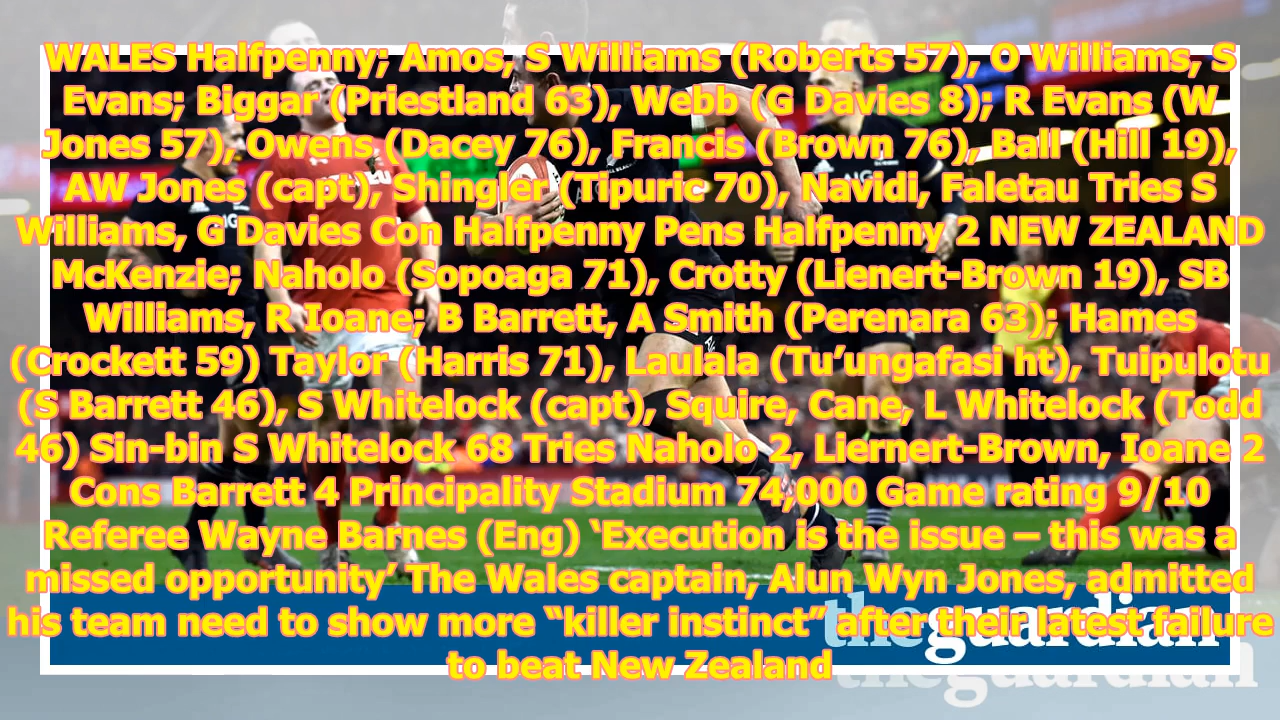 WALES Halfpenny; Amos, S Williams (Roberts 57), O Williams, S
Evans; Biggar (Priestland 63), Webb (G Davies 8); R Evans (W
Jones 57), Owens (Dacey 76), Francis (Brown 76), Ball (Hill 19),
AW Jones (capt), Shingler (Tipuric 70), Navidi, Faletau Tries S
Williams, G Davies Con Halfpenny Pens Halfpenny 2 NEW ZEALAND
McKenzie; Naholo (Sopoaga 71), Crotty (Lienert-Brown 19), SB
Williams, R Ioane; B Barrett, A Smith (Perenara 63); Hames
(Crockett 59) Taylor (Harris 71), Laulala (Tu’ungafasi ht), Tuipulotu
(S Barrett 46), S Whitelock (capt), Squire, Cane, L Whitelock (Todd
46) Sin-bin S Whitelock 68 Tries Naholo 2, Liernert-Brown, Ioane 2
Cons Barrett 4 Principality Stadium 74,000 Game rating 9/10
Referee Wayne Barnes (Eng) ‘Execution is the issue – this was a
missed opportunity’ The Wales captain, Alun Wyn Jones, admitted
his team need to show more “killer instinct” after their latest failure
to beat New Zealand
theguardian
theguardian